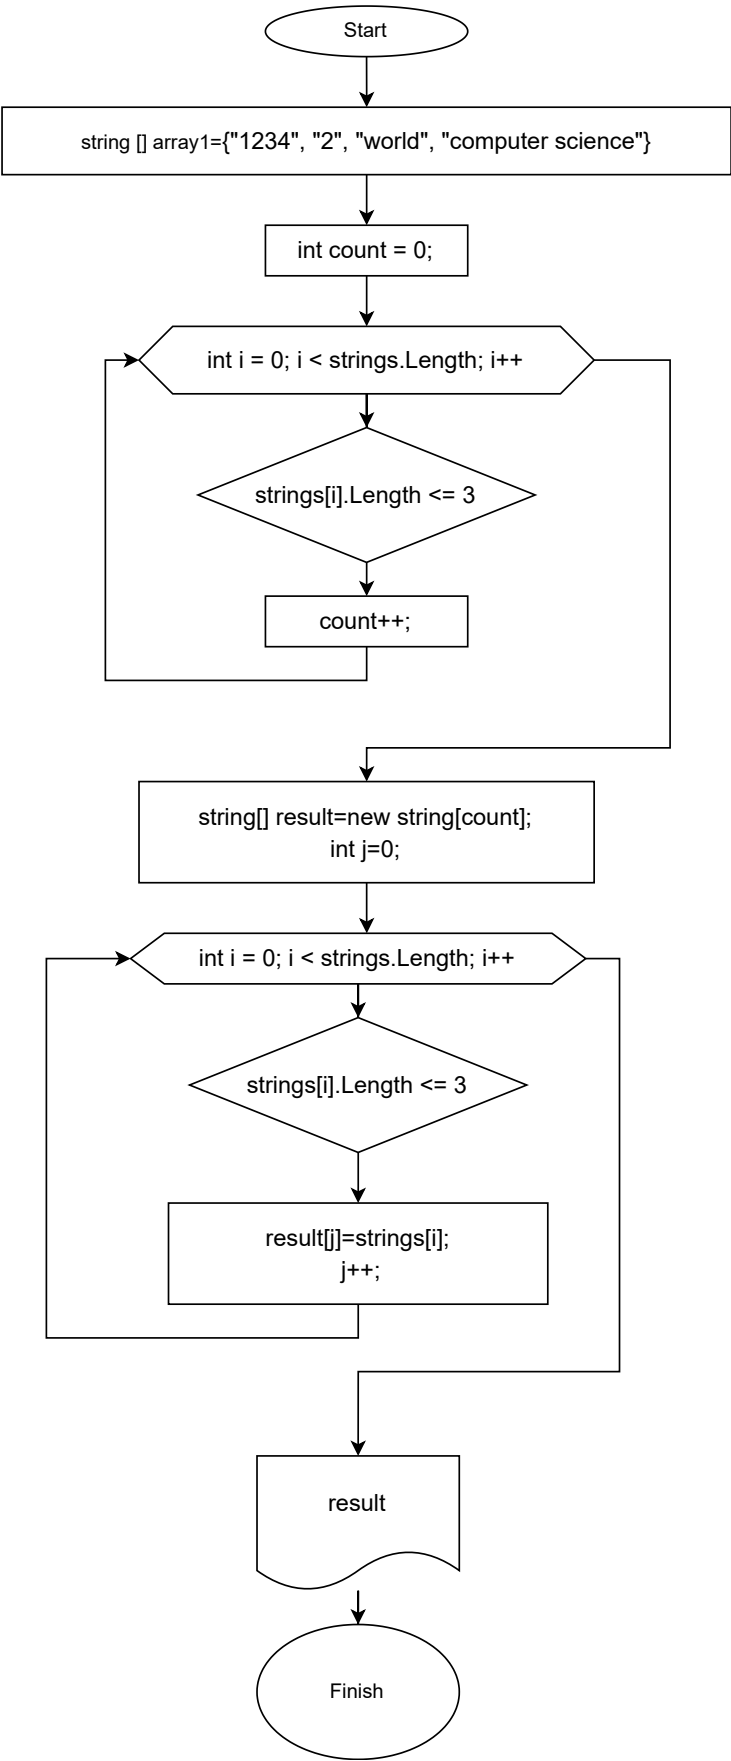 Start
string [] array1={"1234", "2", "world", "computer science"}
int count = 0;
int i = 0; i < strings.Length; i++
strings[i].Length <= 3
count++;
string[] result=new string[count];
int j=0;
int i = 0; i < strings.Length; i++
strings[i].Length <= 3
result[j]=strings[i];
j++;
result
Finish